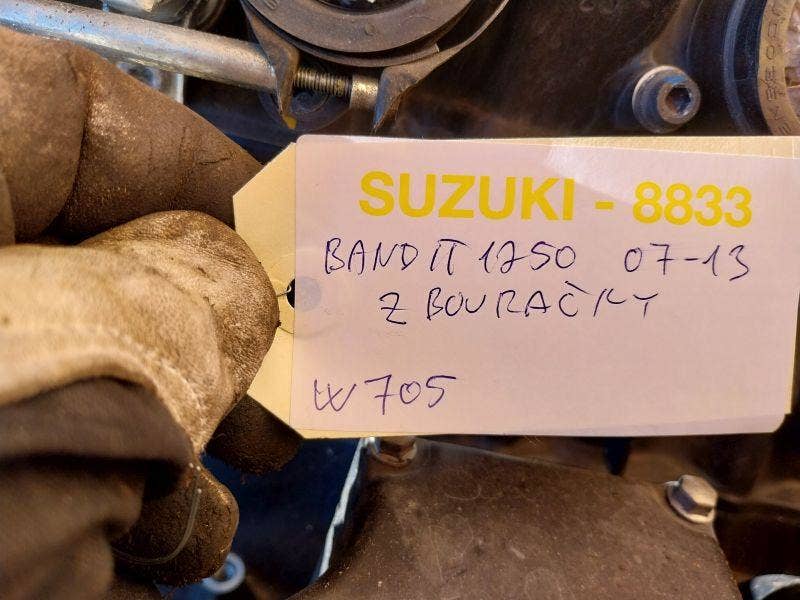 SUZUKI - 8833
BANDIT 1250 07-13
Z BOURAČKY
W705